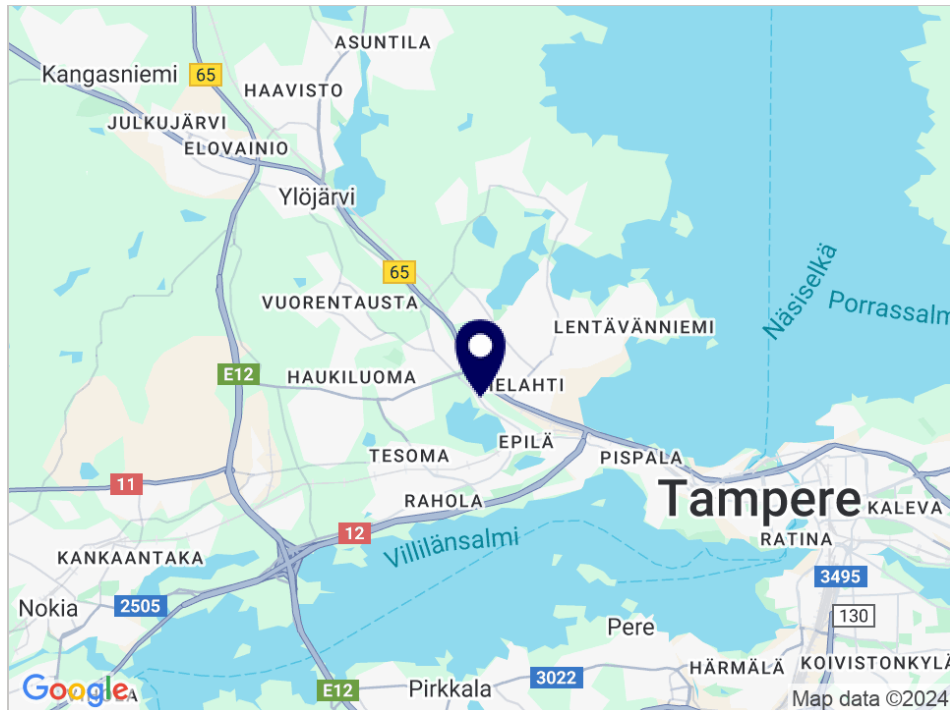 ASUNTILA
Kangasniemi
65
HAAVISTO
JULKUJÄRVI
ELOVAINIO
Ylöjärvi
Näsiselkä
65
VUORENTAUSTA
LENTÄVÄNNIEMI
Porrassalm
E12
HAUKILUOMA
IELAHTI
EPILÄ
TESOMA
PISPALA
11
RAHOLA
Tampere
KALEVA
12
RATINA
Villilänsalmi
KANKAANTAKA
3495
Nokia
2505
130
Pere
HÄRMÄLÄ
KOIVISTONKYLÄ
3022
E12
Pirkkala
Google
Map data ©2024